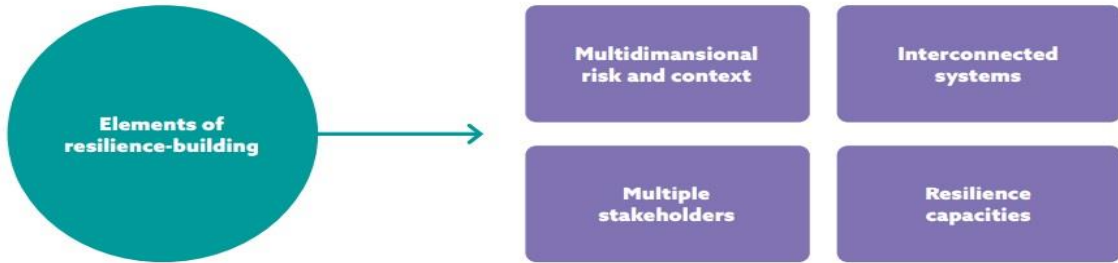 Elements of
resilience-building
Multidimansional
risk and context
Interconnected
systems
Multiple
stakeholders
Resilience
capacities